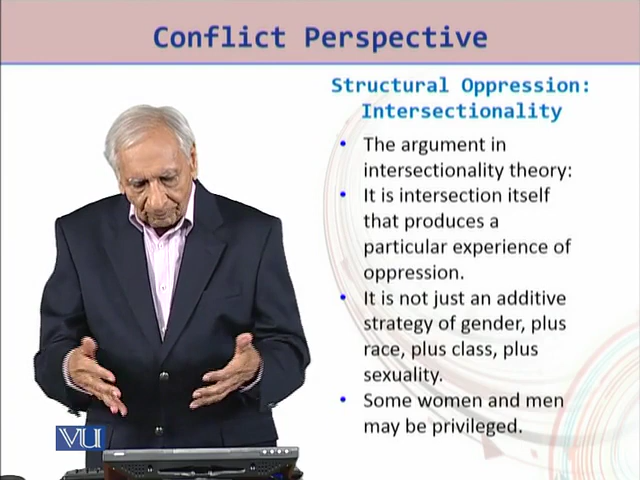 Conflict Perspective
Structural Oppression:
Intersectionality
• The argument in
intersectionality theory:
• It is intersection itself
that produces a
particular experience of
oppression.
• It is not just an additive
strategy of gender, plus
race, plus class, plus
sexuality.
• Some women and men
may be privileged.
VU